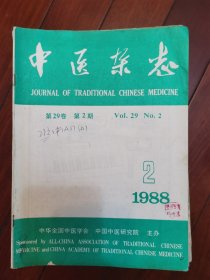 中医杂志
JOURNAL OF TRADITIONAL CHINESE MEDICINE
第29卷 第2期 Vol. 29 No. 2
2
1988
中华全国中医学会 中国中医研究院 主办
Sponsored by ALL-CHINA ASSOCIATION OF TRADITIONAL CHINESE
MEDICINE and CHINA ACADEMY OF TRADITIONAL CHINESE MEDICINE